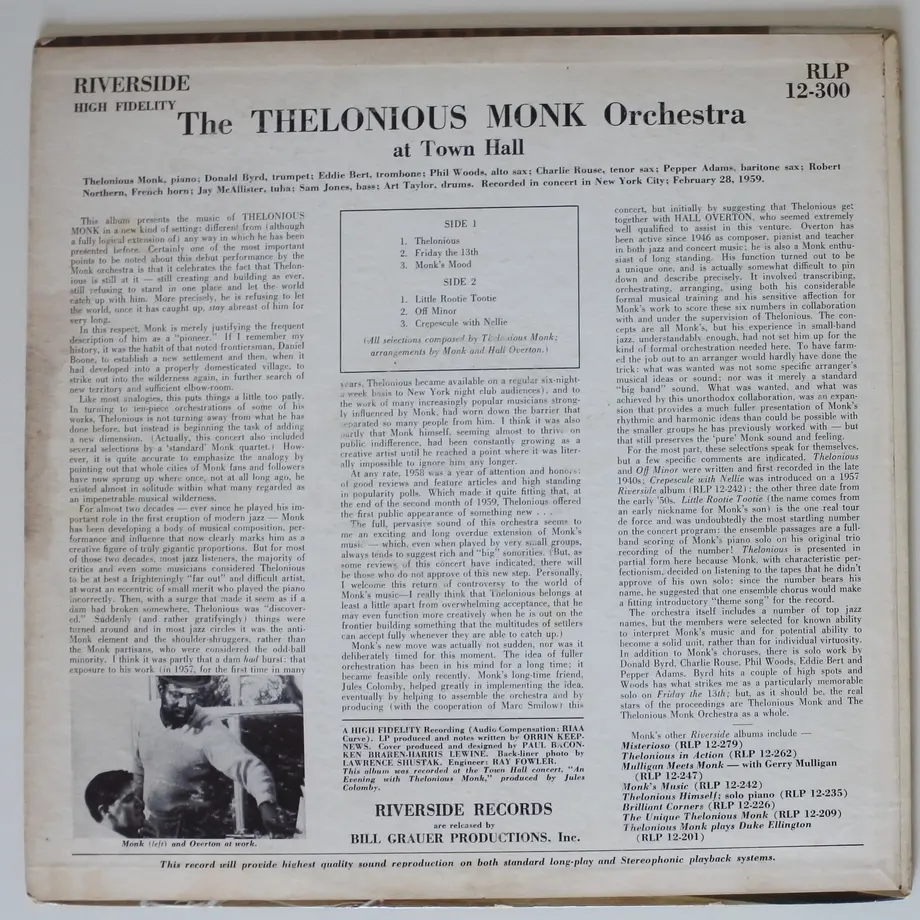 RIVERSIDE
HIGH FIDELITY
RLP
12-300
The THELONIOUS MONK Orchestra
at Town Hall
Thelonious Monk, piano; Donald Byrd, trumpet; Eddie Bert, trombone; Phil Woods, alto sax; Charlie Rouse, tenor sax; Pepper Adams, baritone sax; Robert
Northern, French horn; Jay McAllister, tuba; Sam Jones, bass; Art Taylor, drums. Recorded in concert in New York City; February 28, 1959.
This album presents the music of THELONIOUS
MONK in a new kind of setting: different from (although
a fully logical extension of) any way in which he has been
presented before. Certainly one of the most important
points to be noted about this debut performance by the
Monk orchestra is that it celebrates the fact that Thelon-
ious is still at it — still creating and building as ever,
still refusing to stand in one place and let the world
catch up with him. More precisely, he is refusing to let
the world, once it has caught up, stay abreast of him for
very long.
In this respect, Monk is merely justifying the frequent
description of him as a "pioneer." If I remember my
history, it was the habit of that noted frontiersman, Daniel
Boone, to establish a new settlement and then, when it
had developed into a properly domesticated village, to
strike out into the wilderness again, in further search of
new territory and sufficient elbow-room.
Like most analogies, this puts things a little too patly.
In turning to ten-piece orchestrations of some of his
works, Thelonious is not turning away from what he has
done before, but instead is beginning the task of adding
a new dimension. (Actually, this concert also included
several selections by a 'standard' Monk quartet.) How-
ever, it is quite accurate to emphasize the analogy by
pointing out that whole cities of Monk fans and followers
have now sprung up where once, not at all long ago, he
existed almost in solitude within what many regarded as
an impenetrable musical wilderness.
For almost two decades — ever since he played his im-
portant role in the first eruption of modern jazz — Monk
has been developing a body of musical composition, per-
formance and influence that now clearly marks him as a
creative figure of truly gigantic proportions. But for most
of those two decades, most jazz listeners, the majority of
critics and even some musicians considered Thelonious
to be at best a frighteningly "far out" and difficult artist,
at worst an eccentric of small merit who played the piano
incorrectly. Then, with a surge that made it seem as if a
dam had broken somewhere, Thelonious was "discover-
ed." Suddenly (and rather gratifyingly) things were
turned around and in most jazz circles it was the anti-
Monk element and the shoulder-shruggers, rather than
the Monk partisans, who were considered the odd-ball
minority. I think it was partly that a dam had burst: that
exposure to his work (in 1957, for the first time in many
Monk (left) and Overton at work.
SIDE 1
1. Thelonious
2. Friday the 13th
3. Monk's Mood
SIDE 2
1. Little Rootie Tootie
2. Off Minor
3. Crepescule with Nellie
(All selections composed by Thelonious Monk;
arrangements by Monk and Hall Overton.)
years, Thelonious became available on a regular six-night-
a-week basis to New York night club audiences), and to
the work of many increasingly popular musicians strong-
ly influenced by Monk, had worn down the barrier that
separated so many people from him. I think it was also
partly that Monk himself, seeming almost to thrive on
public indifference, had been constantly growing as a
creative artist until he reached a point where it was liter-
ally impossible to ignore him any longer.
At any rate, 1958 was a year of attention and honors:
of good reviews and feature articles and high standing
in popularity polls. Which made it quite fitting that, at
the end of the second month of 1959, Thelonious offered
the first public appearance of something new . . .
The full, pervasive sound of this orchestra seems to
me an exciting and long overdue extension of Monk's
music — which, even when played by very small groups,
always tends to suggest rich and "big" sonorities. (But, as
some reviews of this concert have indicated, there will
be those who do not approve of this new step. Personally,
I welcome this return of controversy to the world of
Monk's music—I really think that Thelonious belongs at
least a little apart from overwhelming acceptance, that he
may even function more creatively when he is out on the
frontier building something that the multitudes of settlers
can accept fully whenever they are able to catch up.)
Monk's new move was actually not sudden, nor was it
deliberately timed for this moment. The idea of fuller
orchestration has been in his mind for a long time; it
became feasible only recently. Monk's long-time friend,
Jules Colomby, helped greatly in implementing the idea,
eventually by helping to assemble the orchestra and by
producing (with the cooperation of Marc Smilow) this
A HIGH FIDELITY Recording (Audio Compensation: RIAA
Curve). LP produced and notes written by ORRIN KEEP-
NEWS. Cover produced and designed by PAUL BACON-
KEN BRAREN-HARRIS LEWINE. Back-liner photo by
LAWRENCE SHUSTAK. Engineer: RAY FOWLER.
This album was recorded at the Town Hall concert, "An
Evening with Thelonious Monk," produced by Jules
Colomby.
RIVERSIDE RECORDS
are released by
BILL GRAUER PRODUCTIONS, Inc.
concert, but initially by suggesting that Thelonious get
together with HALL OVERTON, who seemed extremely
well qualified to assist in this venture. Overton has
been active since 1946 as composer, pianist and teacher
in both jazz and concert music; he is also a Monk enthu-
siast of long standing. His function turned out to be
a unique one, and is actually somewhat difficult to pin
down and describe precisely. It involved transcribing,
orchestrating, arranging, using both his considerable
formal musical training and his sensitive affection for
Monk's work to score these six numbers in collaboration
with and under the supervision of Thelonious. The con-
cepts are all Monk's, but his experience in small-band
jazz, understandably enough, had not set him up for the
kind of formal orchestration needed here. To have farm-
ed the job out to an arranger would hardly have done the
trick: what was wanted was not some specific arranger's
musical ideas or sound; nor was it merely a standard
"big band" sound. What was wanted, and what was
achieved by this unorthodox collaboration, was an expan-
sion that provides a much fuller presentation of Monk's
rhythmic and harmonic ideas than could be possible with
the smaller groups he has previously worked with — but
that still preserves the 'pure' Monk sound and feeling.
For the most part, these selections speak for themselves,
but a few specific comments are indicated. Thelonious
and Off Minor were written and first recorded in the late
1940s; Crepescule with Nellie was introduced on a 1957
Riverside album (RLP 12-242) ; the other three date from
the early '50s. Little Rootie Tootie (the name comes from
an early nickname for Monk's son) is the one real tour
de force and was undoubtedly the most startling number
on the concert program: the ensemble passages are a full-
band scoring of Monk's piano solo on his original trio
recording of the number! Thelonious is presented in
partial form here because Monk, with characteristic per-
fectionism, decided on listening to the tapes that he didn't
approve of his own solo: since the number bears his
name, he suggested that one ensemble chorus would make
a fitting introductory "theme song" for the record.
The orchestra itself includes a number of top jazz
names, but the members were selected for known ability
to interpret Monk's music and for potential ability to
become a solid unit, rather than for individual virtuosity.
In addition to Monk's choruses, there is solo work by
Donald Byrd, Charlie Rouse, Phil Woods, Eddie Bert and
Pepper Adams. Byrd hits a couple of high spots and
Woods has what strikes me as a particularly memorable
solo on Friday the 13th; but, as it should be, the real
stars of the proceedings are Thelonious Monk and The
Thelonious Monk Orchestra as a whole.
Monk's other Riverside albums include —
Misterioso (RLP 12-279)
Thelonious in Action (RLP 12-262)
Mulligan Meets Monk — with Gerry Mulligan
(RLP 12-247)
Monk's Music (RLP 12-242)
Thelonious Himself; solo piano (RLP 12-235)
Brilliant Corners (RLP 12-226)
The Unique Thelonious Monk (RLP 12-209)
Thelonious Monk plays Duke Ellington
(RLP 12-201)
This record will provide highest quality sound reproduction on both standard long-play and Stereophonic playback systems.